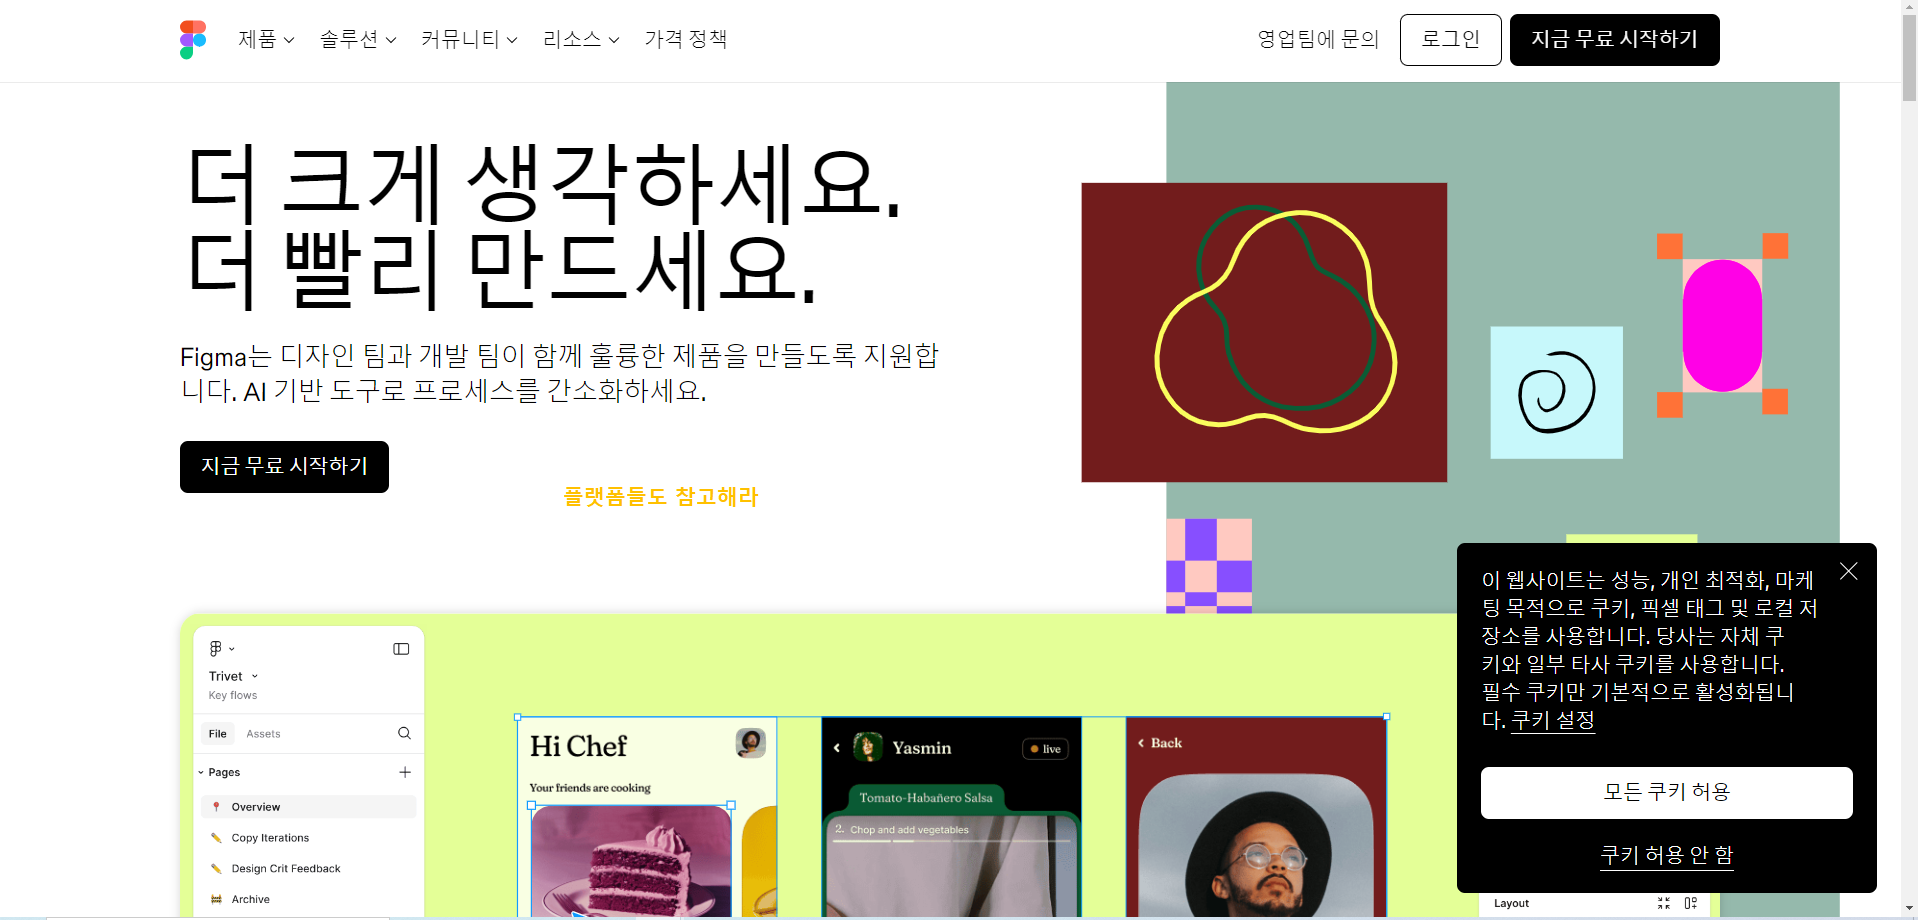 제품
솔루션
커뮤니티
리소스
가격 정책
영업팀에 문의
로그인
지금 무료 시작하기
더 크게 생각하세요.
더 빨리 만드세요.
Figma는 디자인 팀과 개발 팀이 함께 훌륭한 제품을 만들도록 지원합
니다. AI 기반 도구로 프로세스를 간소화하세요.
지금 무료 시작하기
플랫폼들도 참고해라
이 웹사이트는 성능, 개인 최적화, 마케
팅 목적으로 쿠키, 픽셀 태그 및 로컬 저
장소를 사용합니다. 당사는 자체 쿠
키와 일부 타사 쿠키를 사용합니다.
필수 쿠키만 기본적으로 활성화됩니
다. 쿠키 설정
모든 쿠키 허용
쿠키 허용 안 함
Trivet
Key flows
File
Assets
Pages
Overview
Copy Iterations
Design Crit Feedback
Archive
Hi Chef
Your friends are cooking
Yasmin
live
Tomato-Habañero Salsa
2. Chop and add vegetables
Back
Layout